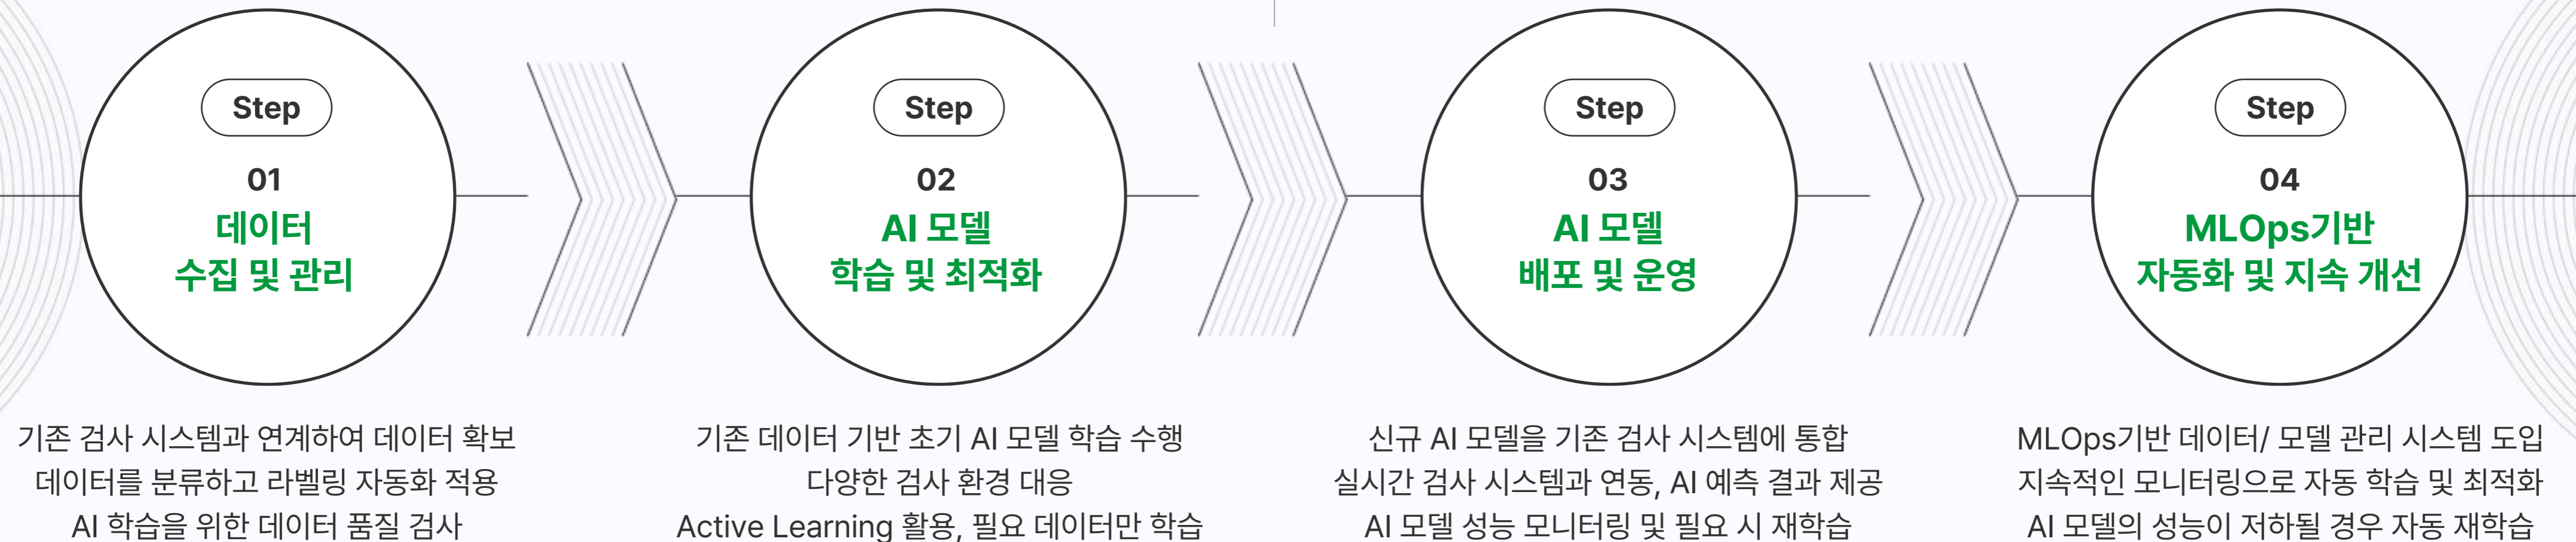 Step
01
데이터
수집 및 관리
기존 검사 시스템과 연계하여 데이터 확보
데이터를 분류하고 라벨링 자동화 적용
AI 학습을 위한 데이터 품질 검사
Step
02
AI 모델
학습 및 최적화
기존 데이터 기반 초기 AI 모델 학습 수행
다양한 검사 환경 대응
Active Learning 활용, 필요 데이터만 학습
Step
03
AI 모델
배포 및 운영
신규 AI 모델을 기존 검사 시스템에 통합
실시간 검사 시스템과 연동, AI 예측 결과 제공
AI 모델 성능 모니터링 및 필요 시 재학습
Step
04
MLOps기반
자동화 및 지속 개선
MLOps기반 데이터/ 모델 관리 시스템 도입
지속적인 모니터링으로 자동 학습 및 최적화
AI 모델의 성능이 저하될 경우 자동 재학습